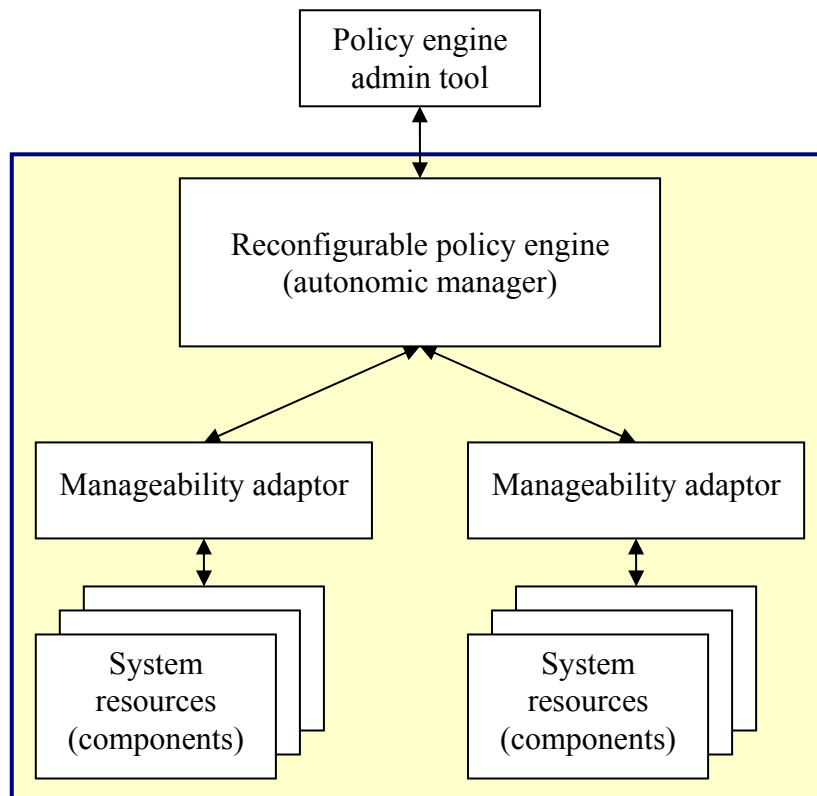 Policy engine
admin tool
Reconfigurable policy engine
(autonomic manager)
Manageability adaptor
Manageability adaptor
System
resources
(components)
System
resources
(components)